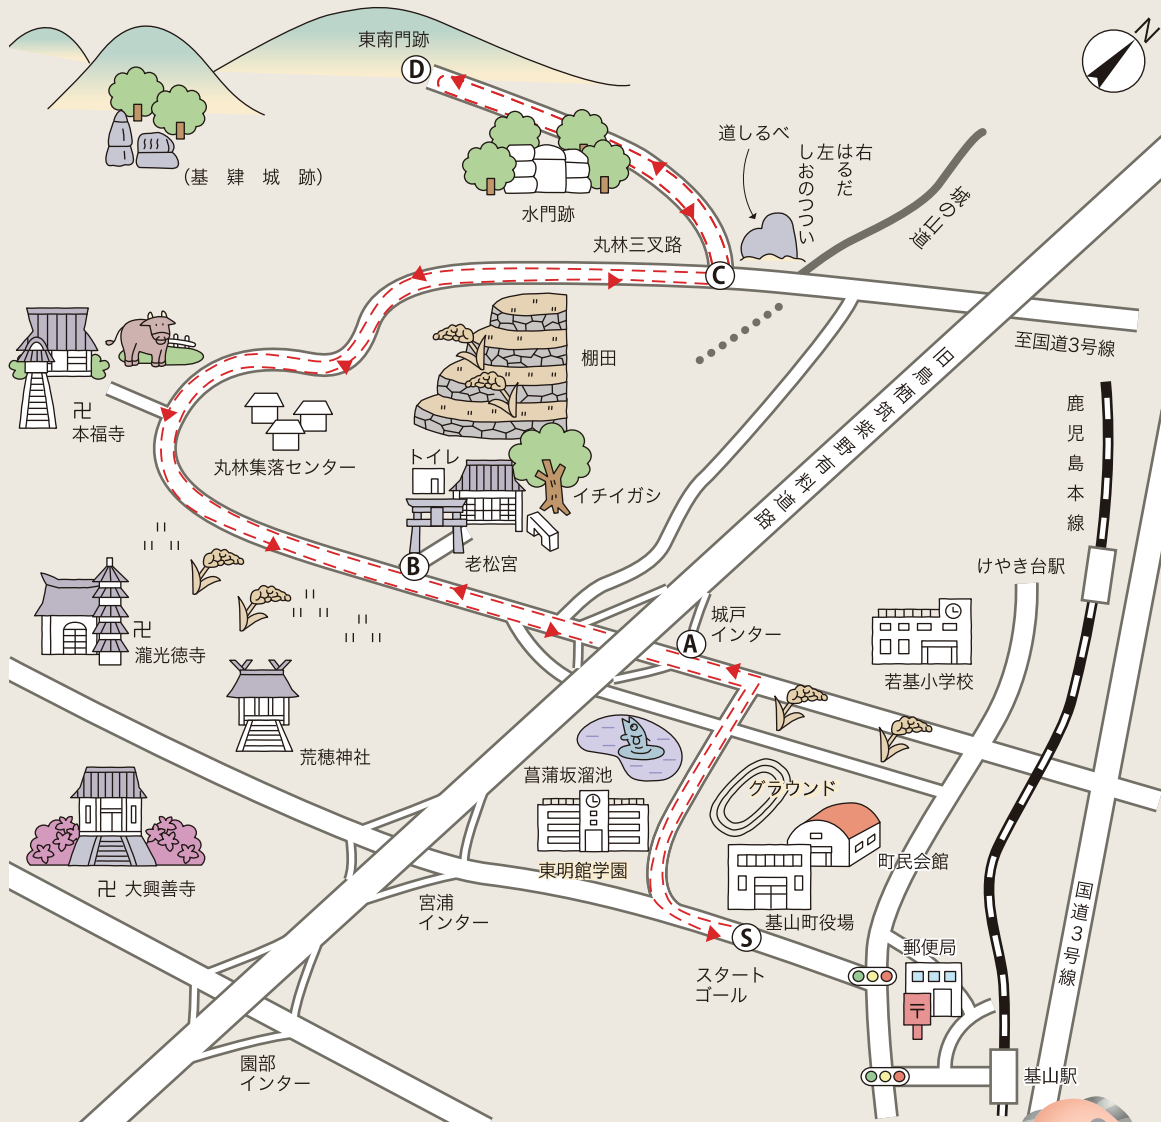 東南門跡
D
N
(基肄城跡)
水門跡
道しるべ
右
はるだ
左
しおのつつい
城の山道
丸林三叉路
C
至国道3号線
棚田
旧鳥栖筑紫野有料道路
鹿児島本線
卍
本福寺
丸林集落センター
トイレ
イチイガシ
B
老松宮
けやき台駅
城戸
インター
A
卍
瀧光徳寺
若基小学校
荒穂神社
菖蒲坂溜池
グラウンド
東明館学園
町民会館
卍 大興善寺
宮浦
インター
基山町役場
S
スタート
ゴール
郵便局
〒
国道3号線
園部
インター
基山駅